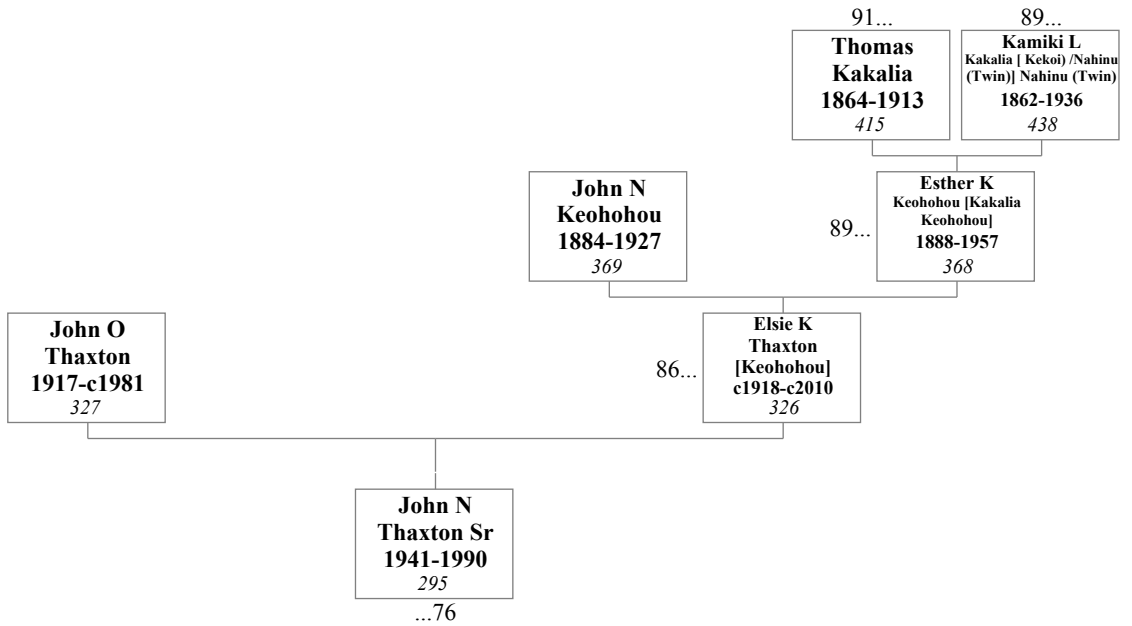 91...
89...
Thomas
Kakalia
1864-1913
415
Kamiki L
Kakalia [ Kekoi) /Nahinu
(Twin)] Nahinu (Twin)
1862-1936
438
John N
Keohohou
1884-1927
369
89...
Esther K
Keohohou [Kakalia
Keohohou]
1888-1957
368
John O
Thaxton
1917-c1981
327
86...
Elsie K
Thaxton
[Keohohou]
c1918-c2010
326
John N
Thaxton Sr
1941-1990
295
...76